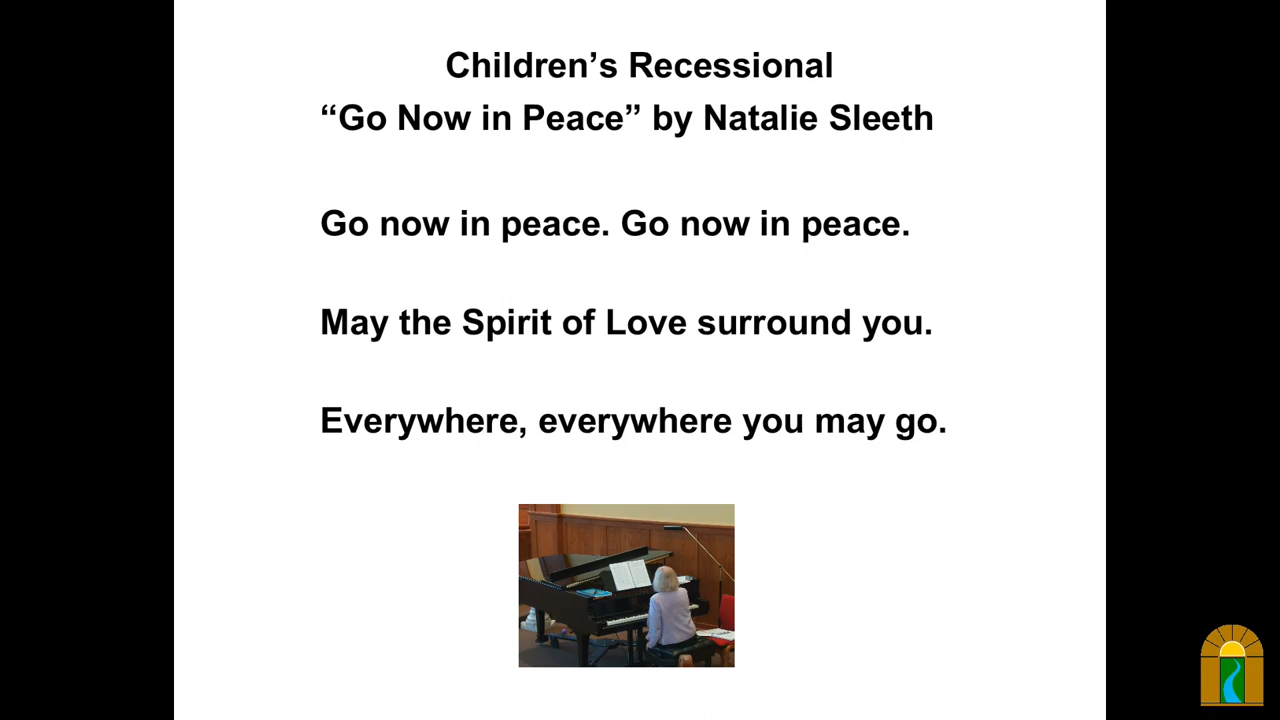 Children’s Recessional
“Go Now in Peace” by Natalie Sleeth
Go now in peace. Go now in peace.
May the Spirit of Love surround you.
Everywhere, everywhere you may go.